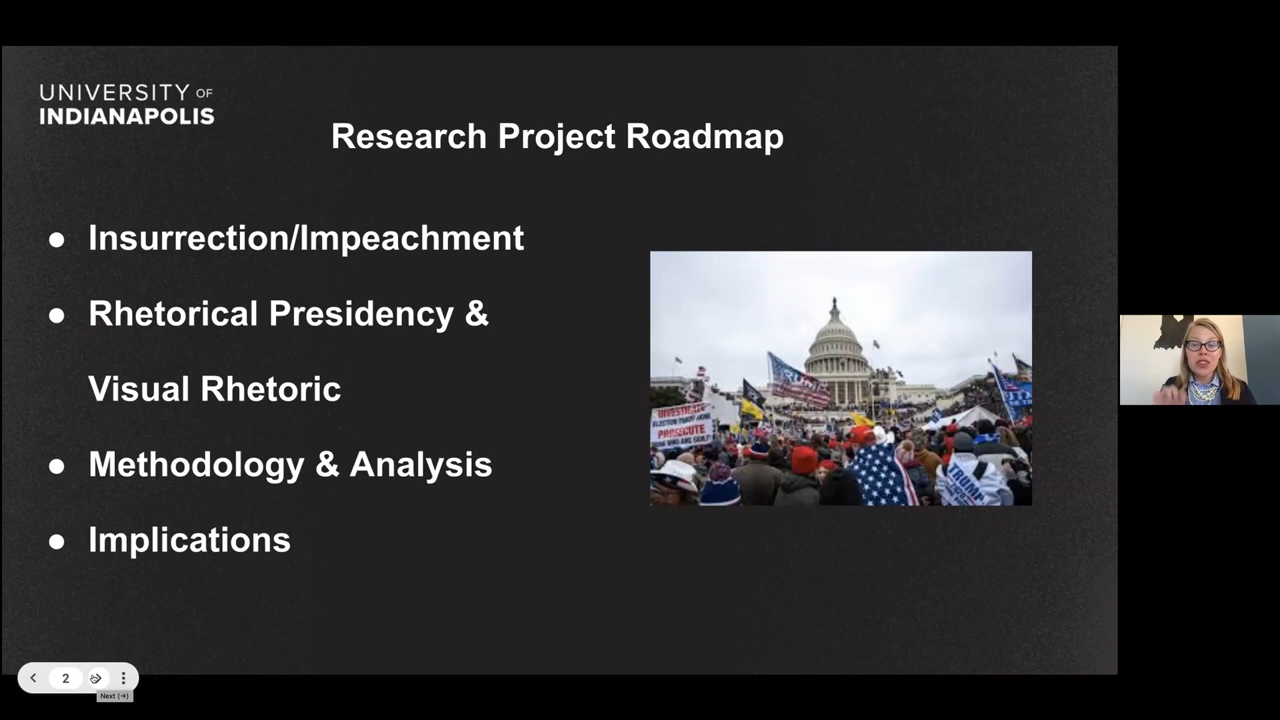 UNIVERSITY OF
INDIANAPOLIS
Research Project Roadmap
● Insurrection/Impeachment
● Rhetorical Presidency &
Visual Rhetoric
● Methodology & Analysis
● Implications
TRUMP
INVESTIGATE
PROSECUTE
TRUMP
2
Next (→)